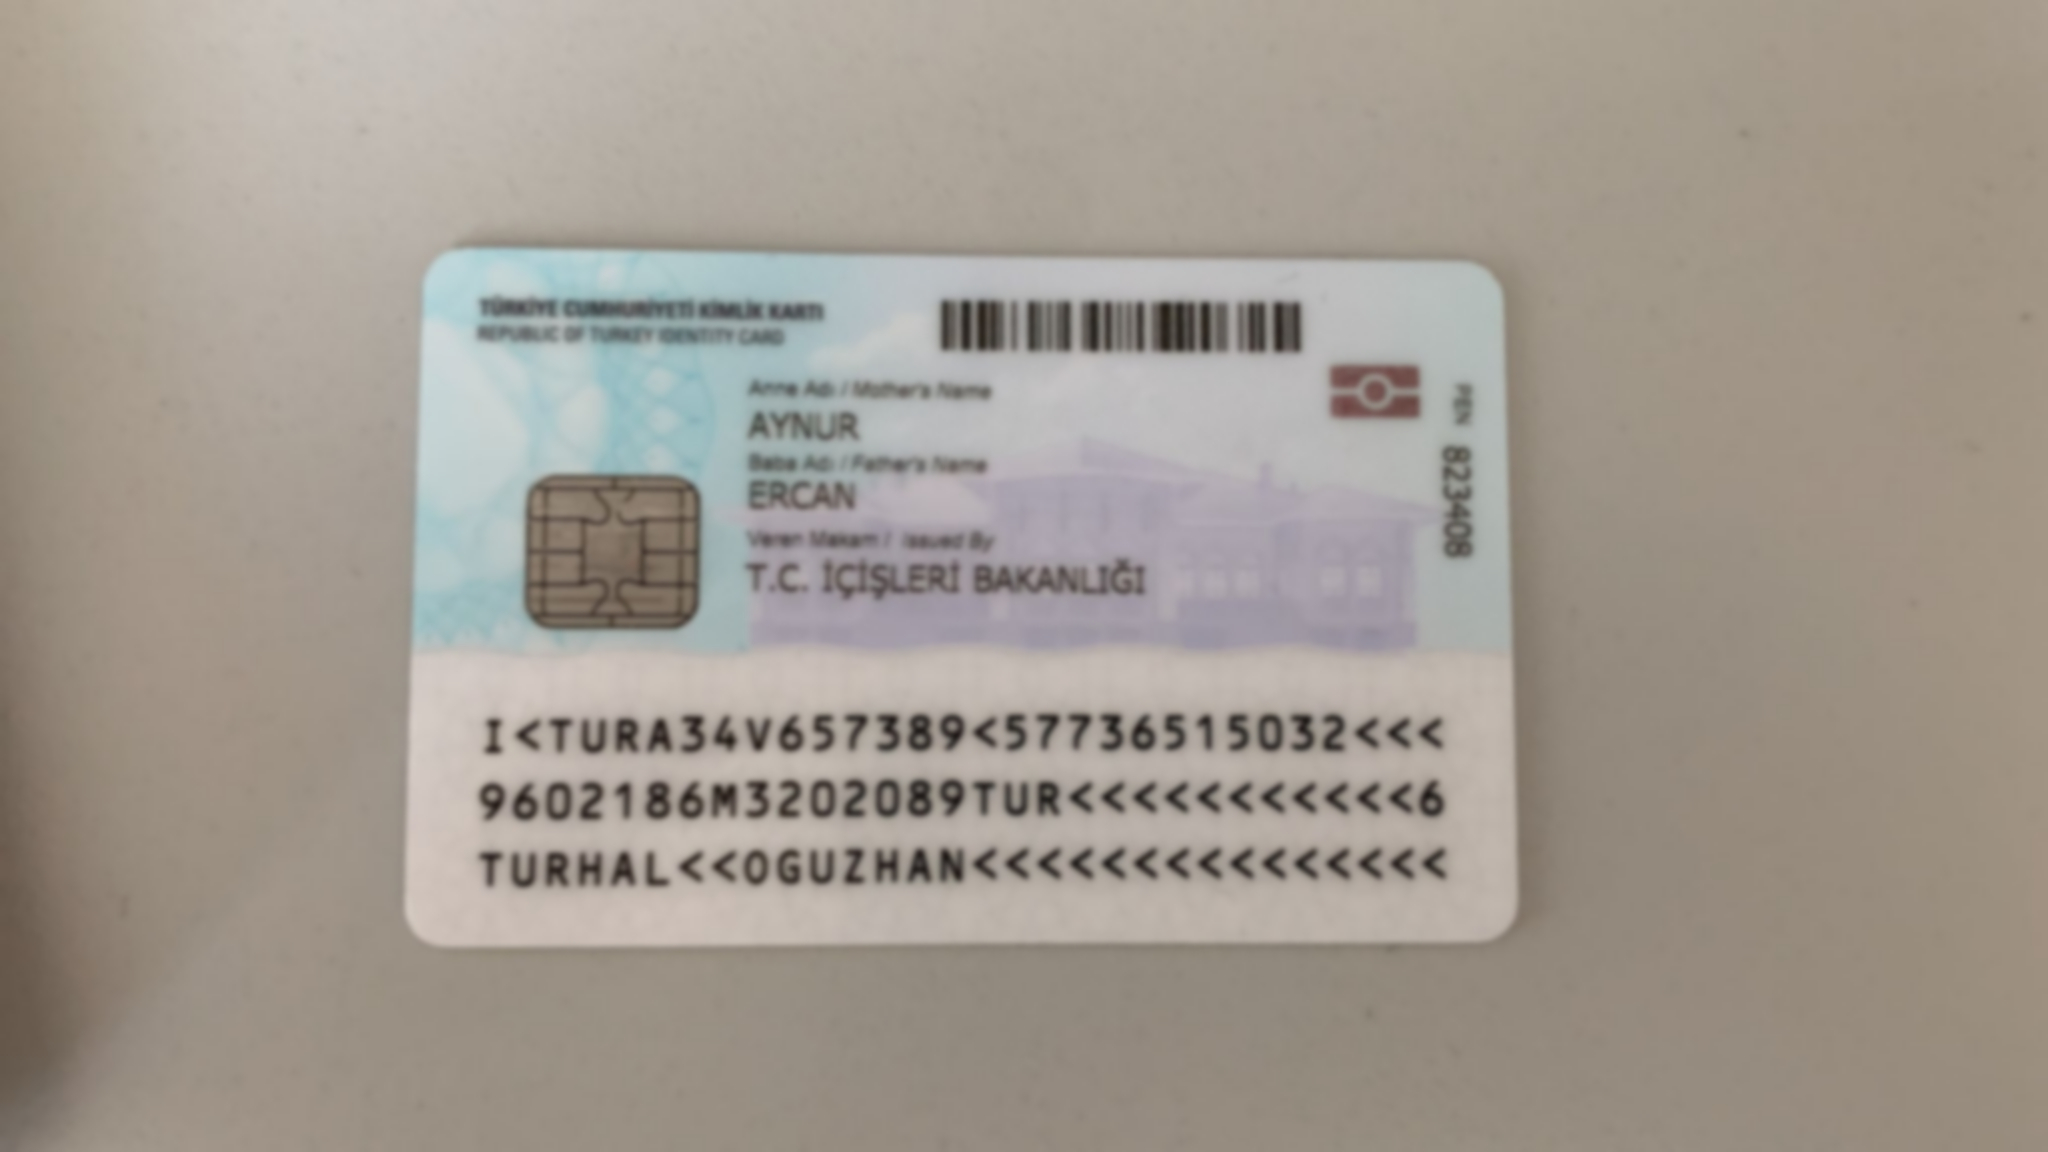 TÜRKİYE CUMHURİYETİ KİMLİK KARTI
REPUBLIC OF TURKEY IDENTITY CARD
Anne Adı / Mother's Name
AYNUR
Baba Adı / Father's Name
ERCAN
Veren Makam / Issued By
T.C. İÇİŞLERİ BAKANLIĞI
PEN 823408
I<TURA34V657389<57736515032<<<
9602186M3202089TUR<<<<<<<<<<<6
TURHAL<<OGUZHAN<<<<<<<<<<<<<<<